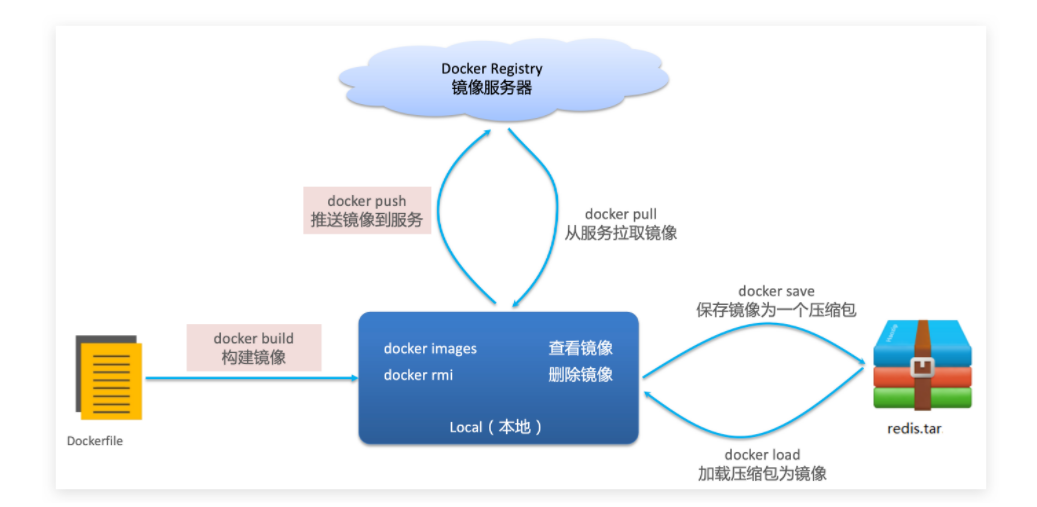 Docker Registry
镜像服务器
docker push
推送镜像到服务
docker pull
从服务拉取镜像
docker save
保存镜像为一个压缩包
docker build
构建镜像
docker images 查看镜像
docker rmi 删除镜像
Local（本地）
redis.tar
Dockerfile
docker load
加载压缩包为镜像